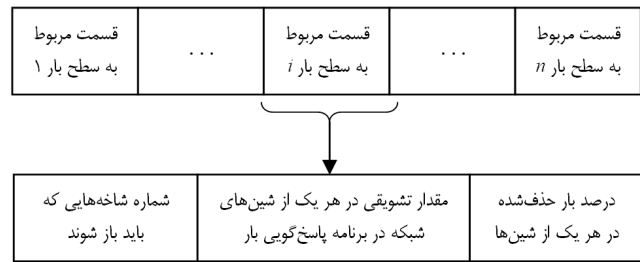 قسمت مربوط
به سطح بار ۱
. . .
قسمت مربوط
به سطح بار i
. . .
قسمت مربوط
به سطح بار n
شماره شاخه‌هایی که
باید باز شوند
مقدار تشویقی در هر یک از شین‌های
شبکه در برنامه پاسخ‌گویی بار
درصد بار حذف‌شده
در هر یک از شین‌ها